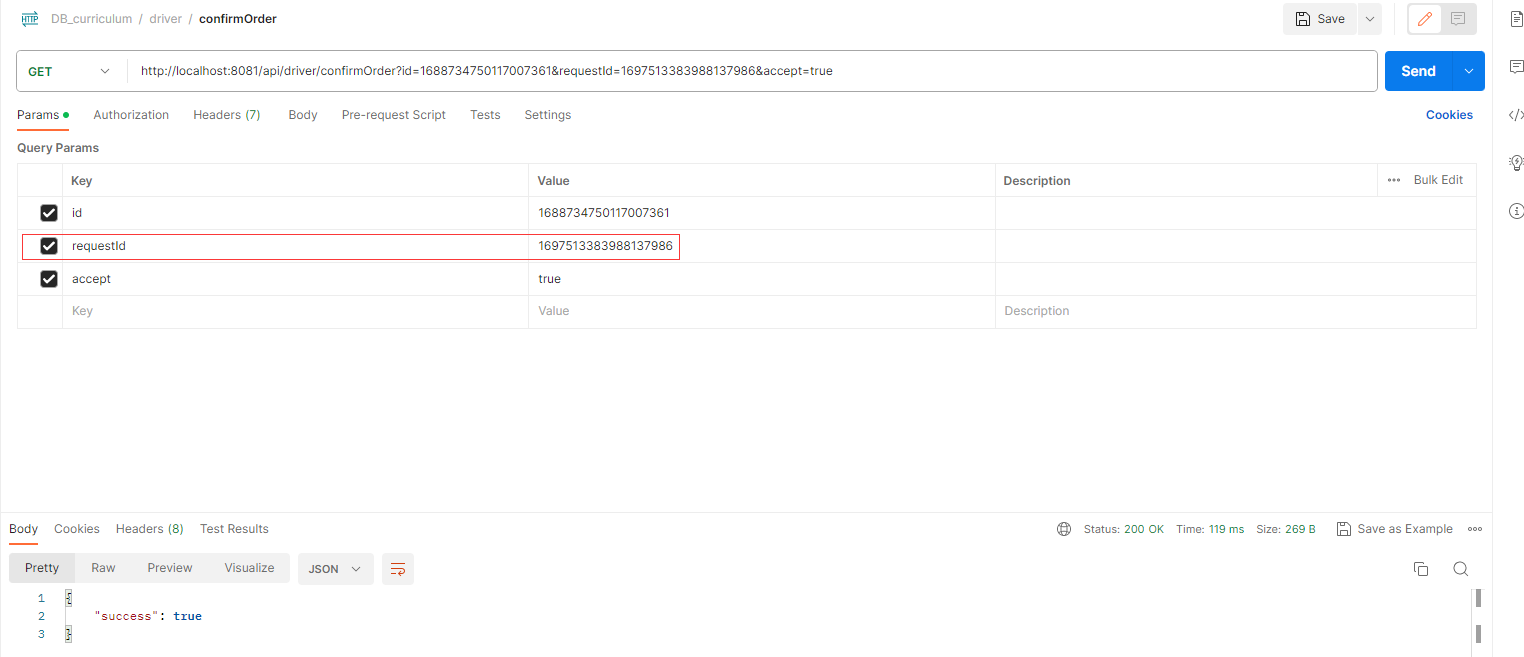 HTTP DB_curriculum / driver / confirmOrder Save
GET http://localhost:8081/api/driver/confirmOrder?id=1688734750117007361&requestId=1697513383988137986&accept=true Send
Params Authorization Headers (7) Body Pre-request Script Tests Settings Cookies
Query Params
Key Value Description Bulk Edit
id 1688734750117007361
requestId 1697513383988137986
accept true
Key Value Description
Body Cookies Headers (8) Test Results Status: 200 OK Time: 119 ms Size: 269 B Save as Example
Pretty Raw Preview Visualize JSON
1 {
2 "success": true
3 }